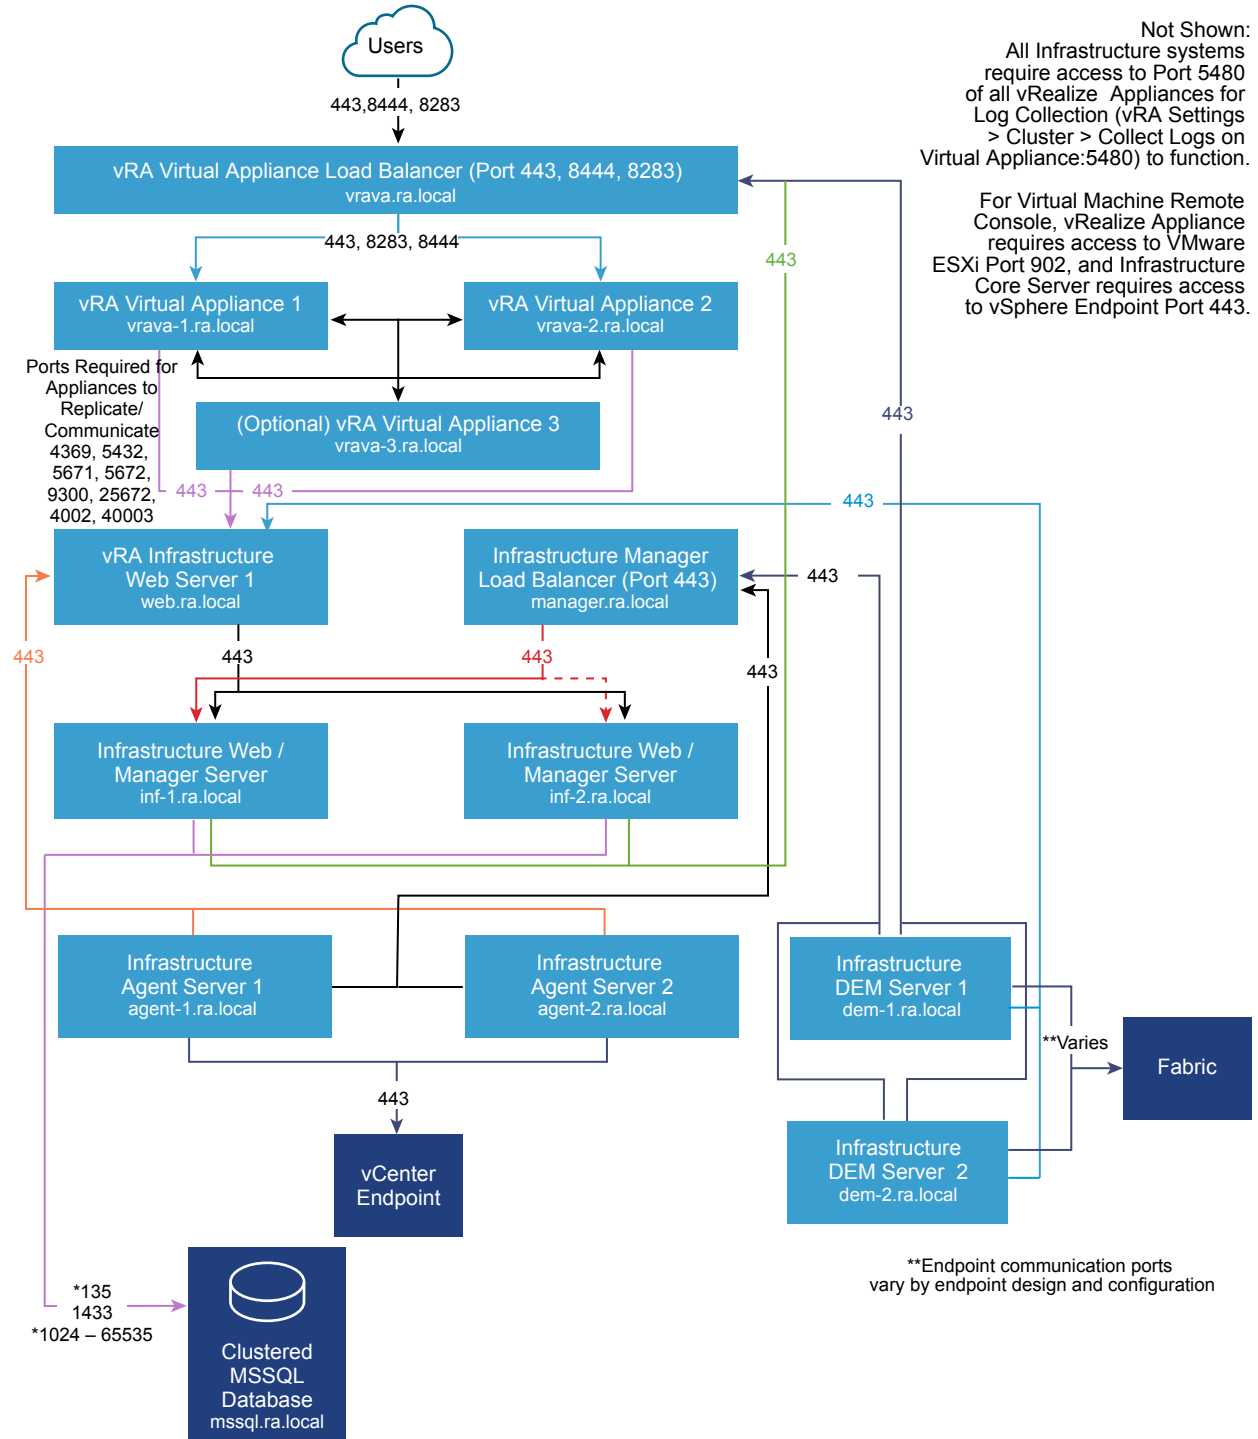 Users
443,8444, 8283
Not Shown:
All Infrastructure systems
require access to Port 5480
of all vRealize  Appliances for
Log Collection (vRA Settings
> Cluster > Collect Logs on
Virtual Appliance:5480) to function.
For Virtual Machine Remote
Console, vRealize Appliance
requires access to VMware
ESXi Port 902, and Infrastructure
Core Server requires access
to vSphere Endpoint Port 443.
vRA Virtual Appliance Load Balancer (Port 443, 8444, 8283)
vrava.ra.local
443, 8283, 8444
443
vRA Virtual Appliance 1
vrava-1.ra.local
vRA Virtual Appliance 2
vrava-2.ra.local
Ports Required for
Appliances to
Replicate/
Communicate
4369, 5432,
5671, 5672,
9300, 25672,
4002, 40003
(Optional) vRA Virtual Appliance 3
vrava-3.ra.local
443
443
443
443
vRA Infrastructure
Web Server 1
web.ra.local
Infrastructure Manager
Load Balancer (Port 443)
manager.ra.local
443
443
443
443
443
Infrastructure Web /
Manager Server
inf-1.ra.local
Infrastructure Web /
Manager Server
inf-2.ra.local
Infrastructure
Agent Server 1
agent-1.ra.local
Infrastructure
Agent Server 2
agent-2.ra.local
Infrastructure
DEM Server 1
dem-1.ra.local
**Varies
Fabric
443
vCenter
Endpoint
Infrastructure
DEM Server  2
dem-2.ra.local
**Endpoint communication ports
vary by endpoint design and configuration
*135
1433
*1024 – 65535
Clustered
MSSQL
Database
mssql.ra.local